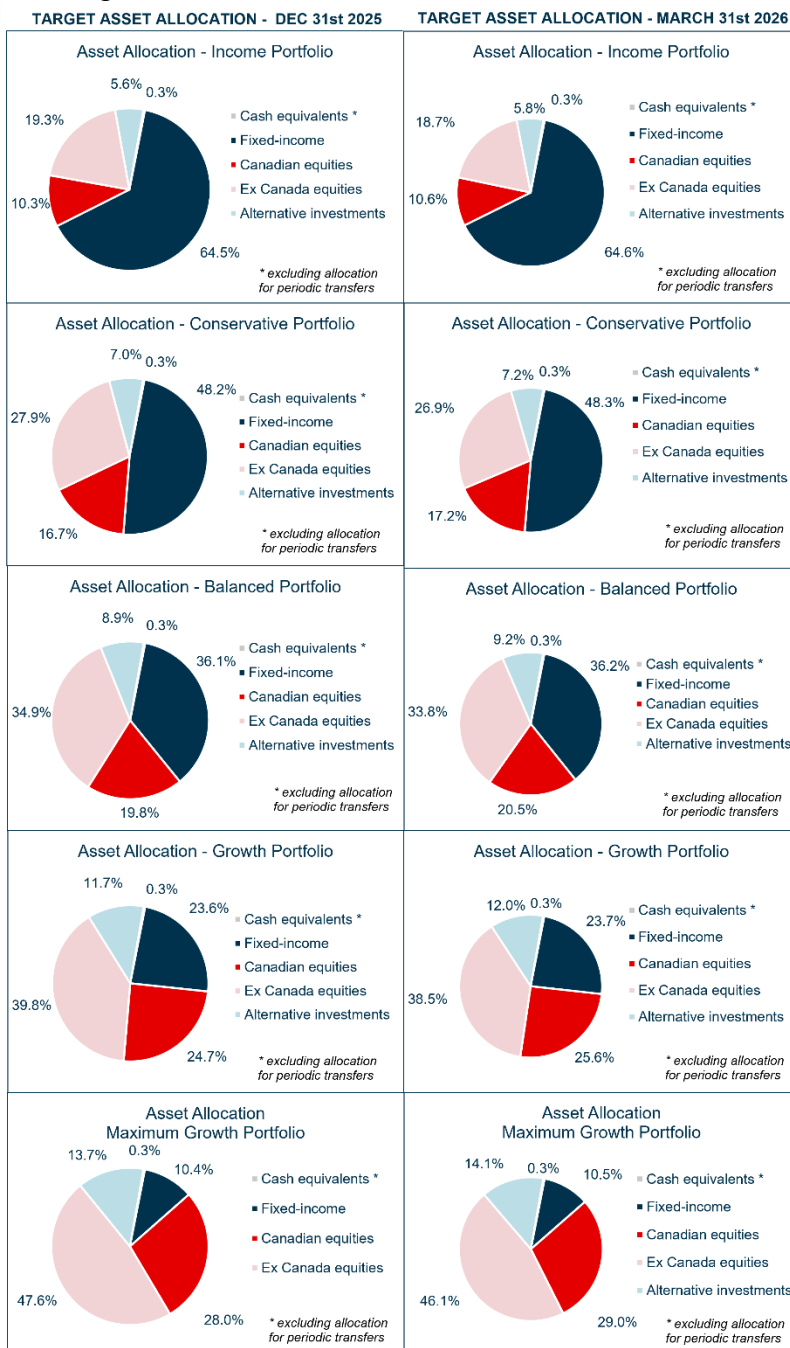 TARGET ASSET ALLOCATION - DEC 31st 2025
TARGET ASSET ALLOCATION - MARCH 31st 2026
Asset Allocation - Income Portfolio
5.6%
0.3%
19.3%
10.3%
64.5%
Cash equivalents *
Fixed-income
Canadian equities
Ex Canada equities
Alternative investments
* excluding allocation
for periodic transfers
Asset Allocation - Income Portfolio
5.8%
0.3%
18.7%
10.6%
64.6%
Cash equivalents *
Fixed-income
Canadian equities
Ex Canada equities
Alternative investments
* excluding allocation
for periodic transfers
Asset Allocation - Conservative Portfolio
7.0%
0.3%
48.2%
27.9%
16.7%
Cash equivalents *
Fixed-income
Canadian equities
Ex Canada equities
Alternative investments
* excluding allocation
for periodic transfers
Asset Allocation - Conservative Portfolio
7.2%
0.3%
48.3%
26.9%
17.2%
Cash equivalents *
Fixed-income
Canadian equities
Ex Canada equities
Alternative investments
* excluding allocation
for periodic transfers
Asset Allocation - Balanced Portfolio
8.9%
0.3%
36.1%
34.9%
19.8%
Cash equivalents *
Fixed-income
Canadian equities
Ex Canada equities
Alternative investments
* excluding allocation
for periodic transfers
Asset Allocation - Balanced Portfolio
9.2%
0.3%
36.2%
33.8%
20.5%
Cash equivalents *
Fixed-income
Canadian equities
Ex Canada equities
Alternative investments
* excluding allocation
for periodic transfers
Asset Allocation - Growth Portfolio
11.7%
0.3%
23.6%
39.8%
24.7%
Cash equivalents *
Fixed-income
Canadian equities
Ex Canada equities
Alternative investments
* excluding allocation
for periodic transfers
Asset Allocation - Growth Portfolio
12.0%
0.3%
23.7%
38.5%
25.6%
Cash equivalents *
Fixed-income
Canadian equities
Ex Canada equities
Alternative investments
* excluding allocation
for periodic transfers
Asset Allocation
Maximum Growth Portfolio
13.7%
0.3%
10.4%
47.6%
28.0%
Cash equivalents *
Fixed-income
Canadian equities
Ex Canada equities
* excluding allocation
for periodic transfers
Asset Allocation
Maximum Growth Portfolio
14.1%
0.3%
10.5%
46.1%
29.0%
Cash equivalents *
Fixed-income
Canadian equities
Ex Canada equities
Alternative investments
* excluding allocation
for periodic transfers